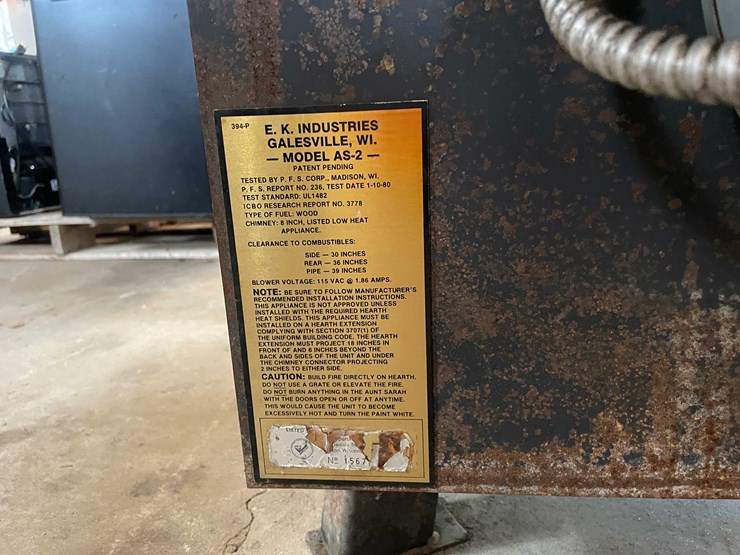 394-P
E. K. INDUSTRIES
GALESVILLE, WI.
— MODEL AS-2 —
PATENT PENDING
TESTED BY P. F. S. CORP., MADISON, WI.
P. F. S. REPORT NO. 236, TEST DATE 1-10-80
TEST STANDARD: UL1482
ICBO RESEARCH REPORT NO. 3778
TYPE OF FUEL: WOOD
CHIMNEY: 8 INCH, LISTED LOW HEAT
APPLIANCE.
CLEARANCE TO COMBUSTIBLES:
SIDE — 30 INCHES
REAR — 36 INCHES
PIPE — 39 INCHES
BLOWER VOLTAGE: 115 VAC @ 1.86 AMPS.
NOTE: BE SURE TO FOLLOW MANUFACTURER'S
RECOMMENDED INSTALLATION INSTRUCTIONS.
THIS APPLIANCE IS NOT APPROVED UNLESS
INSTALLED WITH THE REQUIRED HEARTH
HEAT SHIELDS. THIS APPLIANCE MUST BE
INSTALLED ON A HEARTH EXTENSION
COMPLYING WITH SECTION 3707(1) OF
THE UNIFORM BUILDING CODE. THE HEARTH
EXTENSION MUST PROJECT 18 INCHES IN
FRONT OF AND 8 INCHES BEYOND THE
BACK AND SIDES OF THE UNIT AND UNDER
THE CHIMNEY CONNECTOR PROJECTING
2 INCHES TO EITHER SIDE.
CAUTION: BUILD FIRE DIRECTLY ON HEARTH.
DO NOT USE A GRATE OR ELEVATE THE FIRE.
DO NOT BURN ANYTHING IN THE AUNT SARAH
WITH THE DOORS OPEN OR OFF AT ANYTIME.
THIS WOULD CAUSE THE UNIT TO BECOME
EXCESSIVELY HOT AND TURN THE PAINT WHITE.
LISTED
Nº 1567